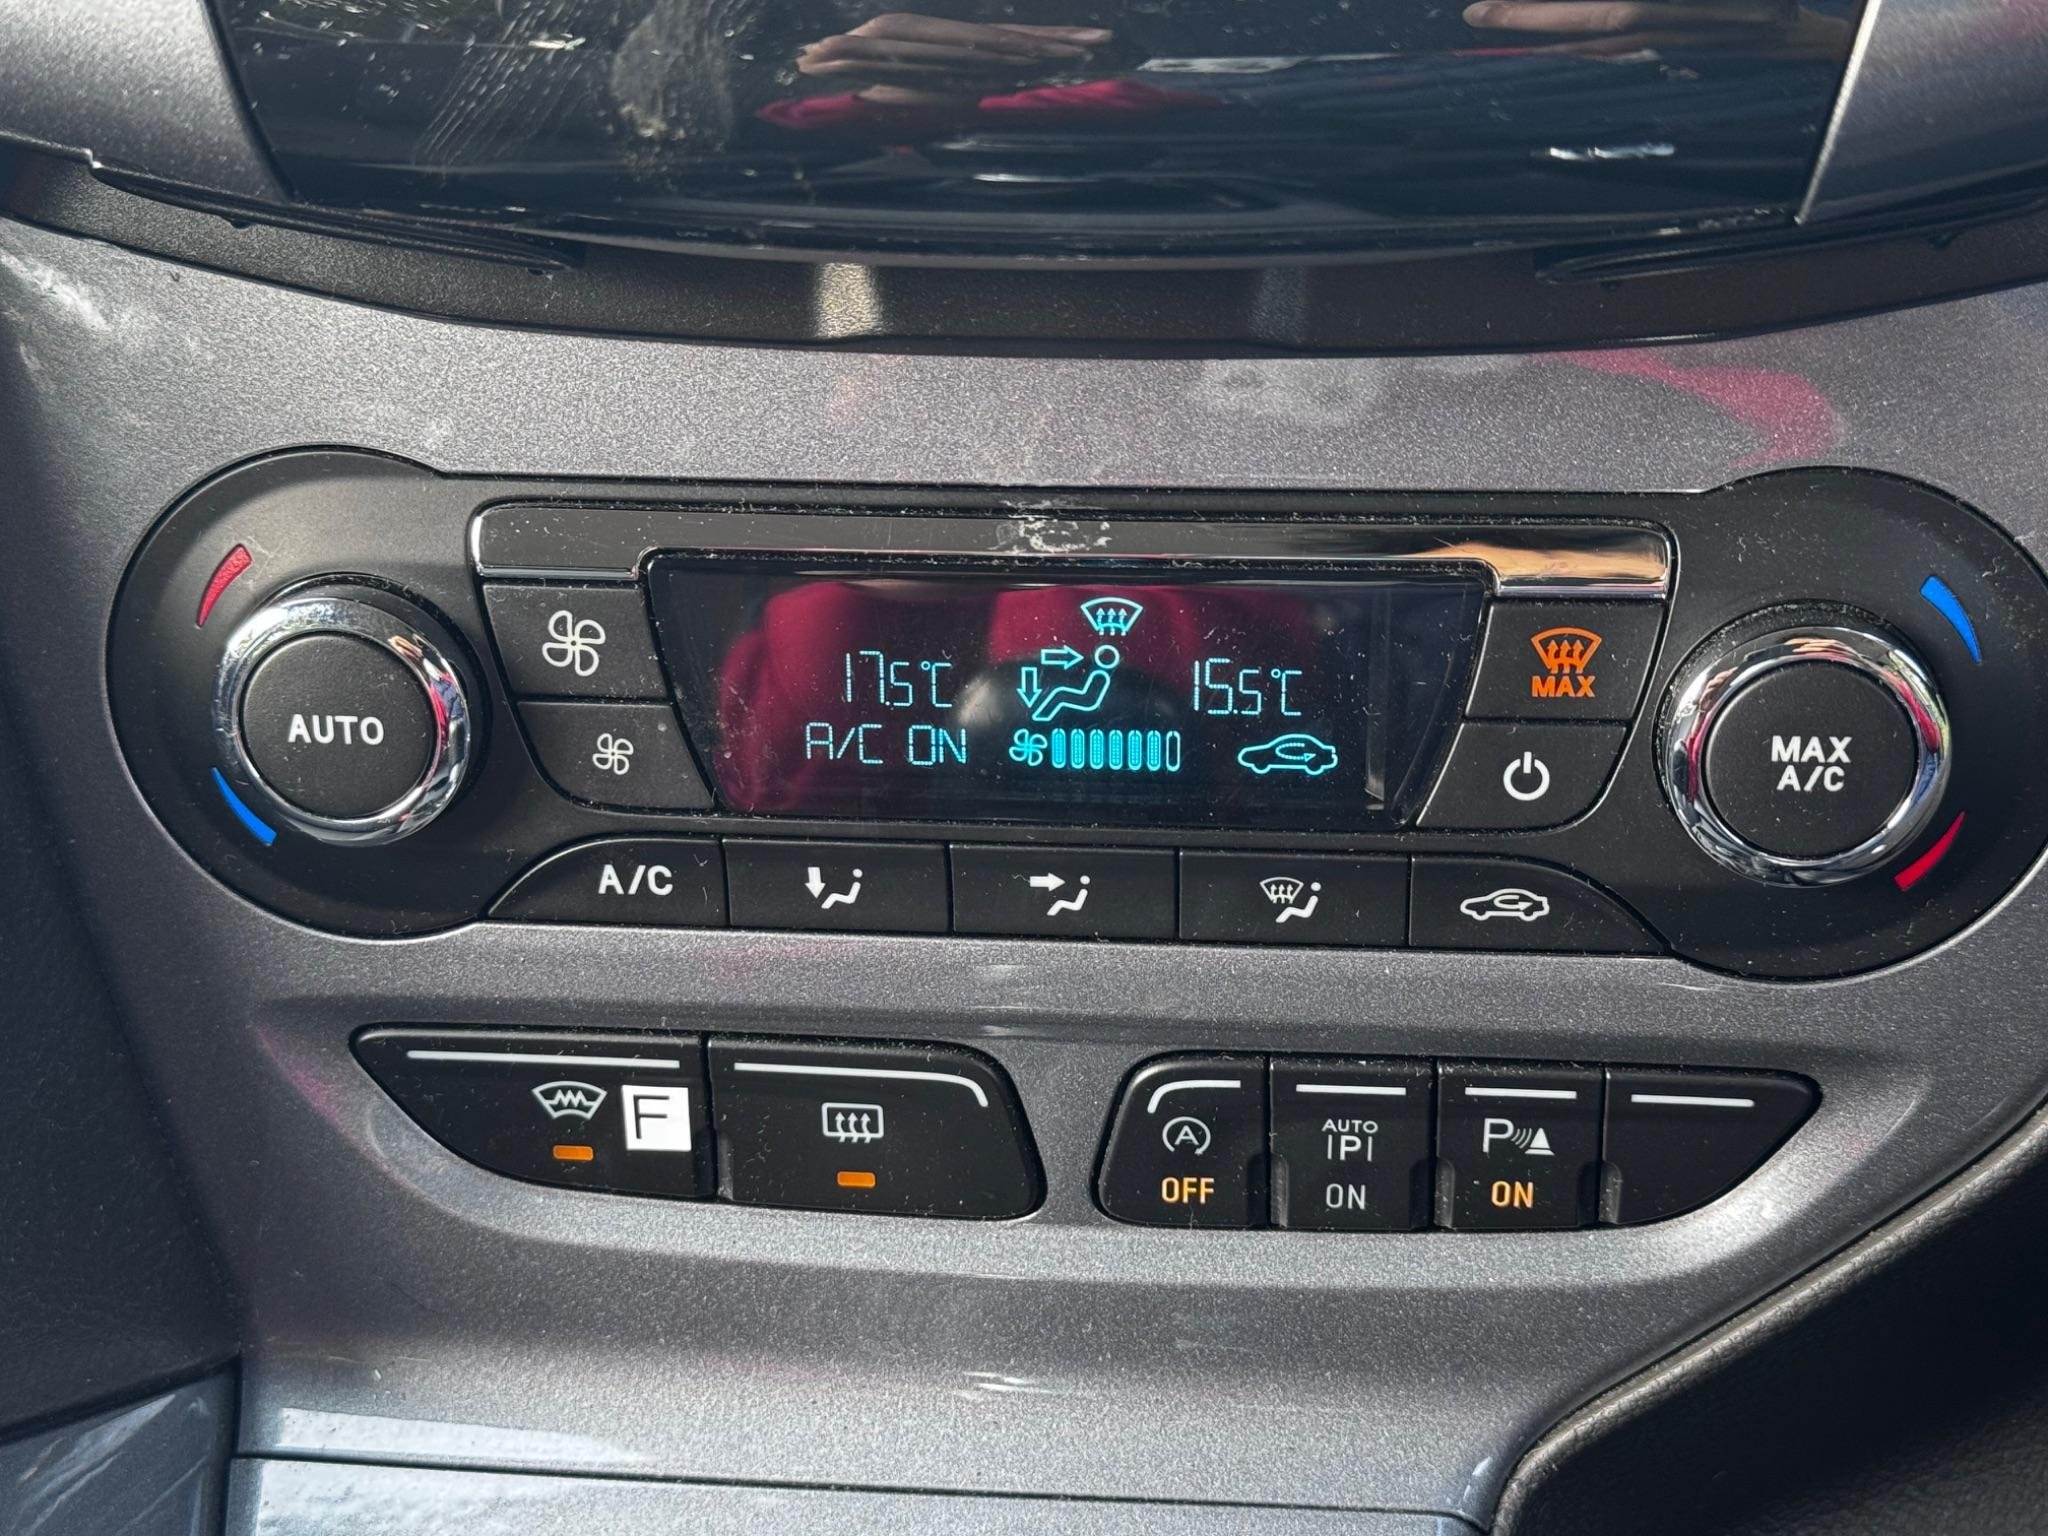 17.5°C
15.5°C
A/C ON
AUTO
MAX
MAX
A/C
A/C
F
A
OFF
AUTO
P
ON
P
ON